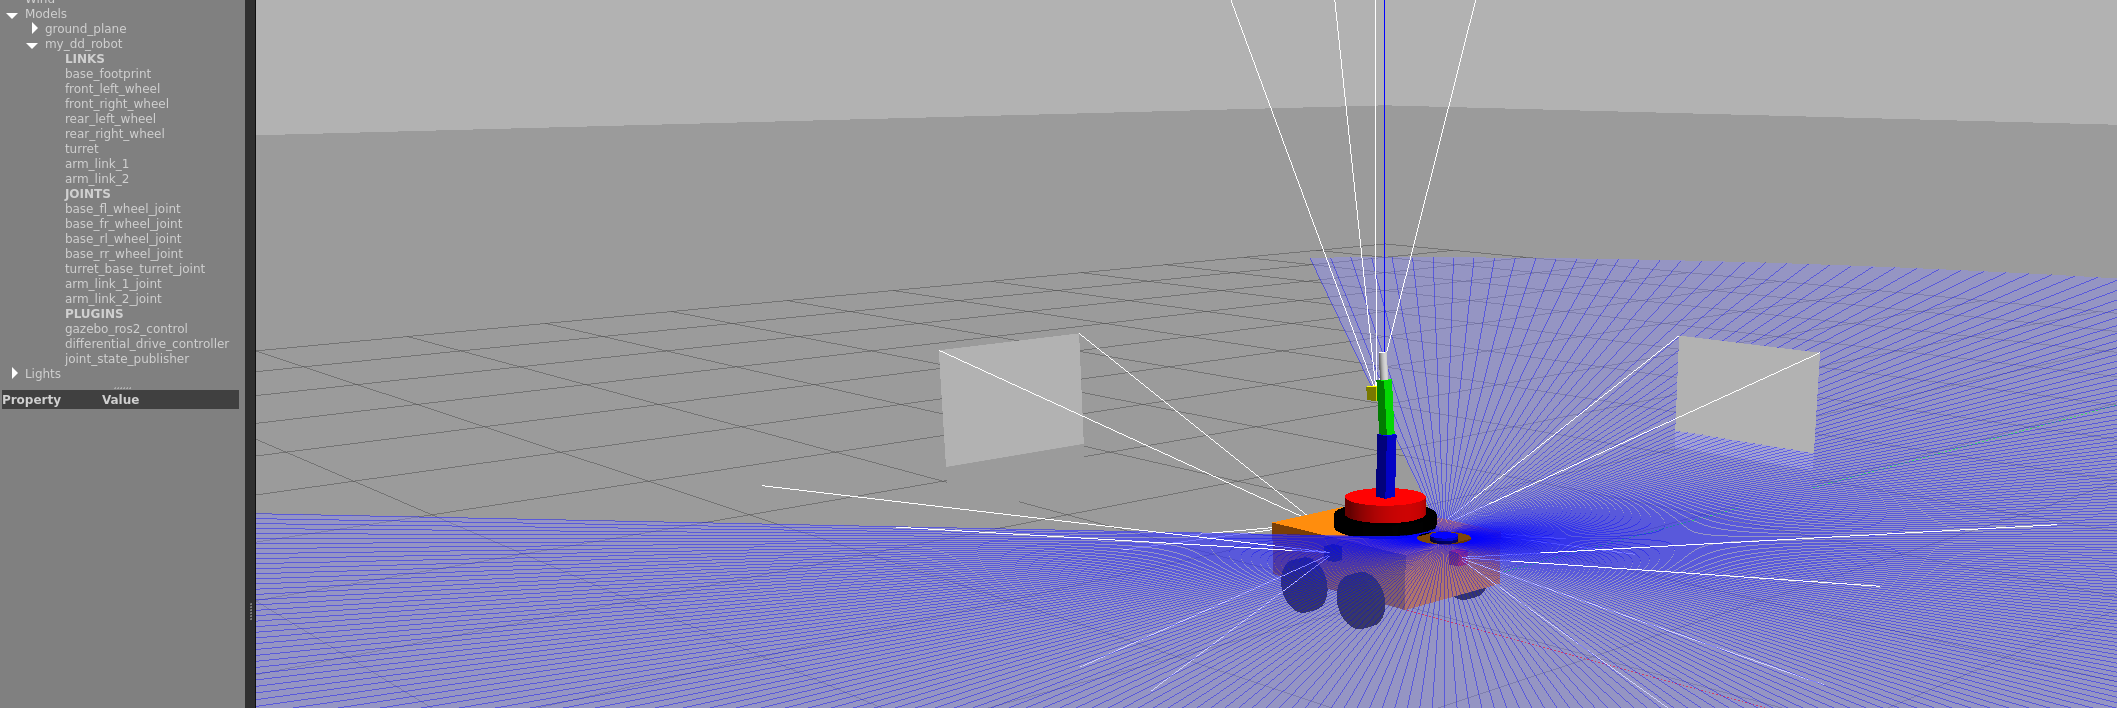 Wind
Models
ground_plane
my_dd_robot
LINKS
base_footprint
front_left_wheel
front_right_wheel
rear_left_wheel
rear_right_wheel
turret
arm_link_1
arm_link_2
JOINTS
base_fl_wheel_joint
base_fr_wheel_joint
base_rl_wheel_joint
base_rr_wheel_joint
turret_base_turret_joint
arm_link_1_joint
arm_link_2_joint
PLUGINS
gazebo_ros2_control
differential_drive_controller
joint_state_publisher
Lights
Property Value